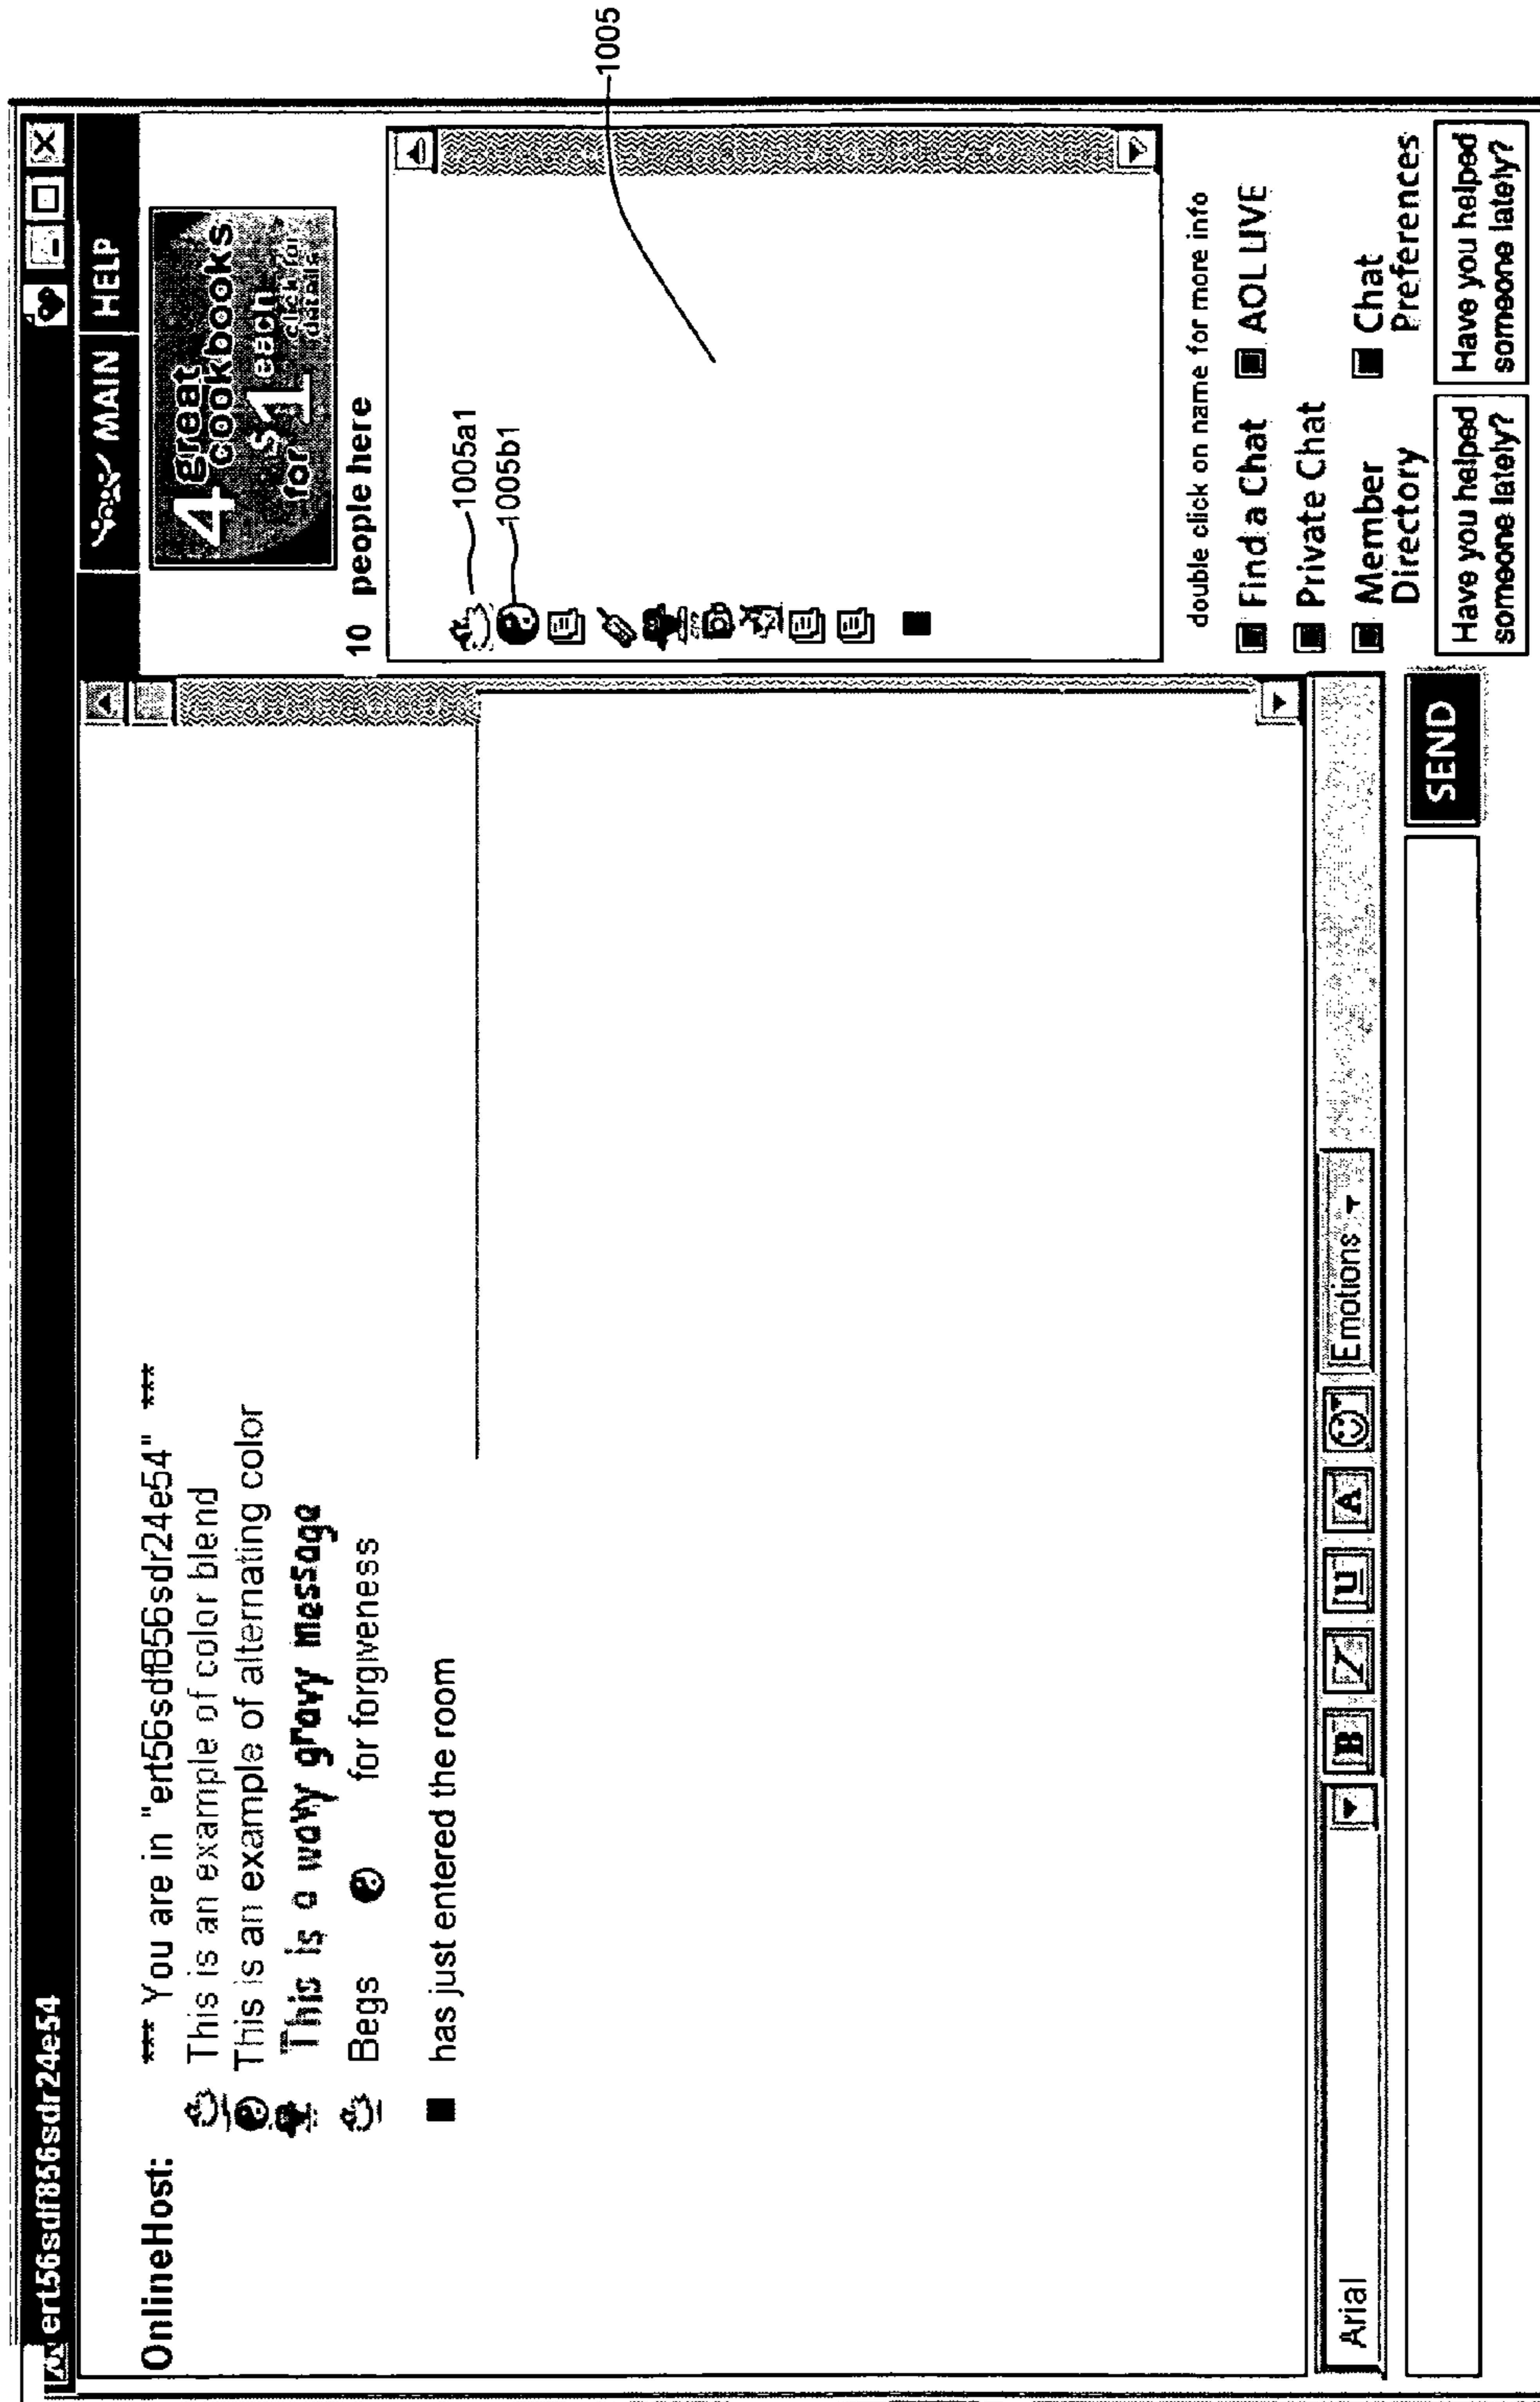 ert56sdf856sdr24e54
MAIN HELP
OnlineHost: *** You are in "ert56sdf856sdr24e54" ***
This is an example of color blend
This is an example of alternating color
This is a wavy gravy message
Begs for forgiveness
has just entered the room
4 great
cookbooks
for $1 each
click for
details
10 people here
1005a1
1005b1
1005
double click on name for more info
Find a Chat AOL LIVE
Private Chat
Member Directory
Chat Preferences
Have you helped
someone lately?
Have you helped
someone lately?
Arial B I U A Emotions
SEND